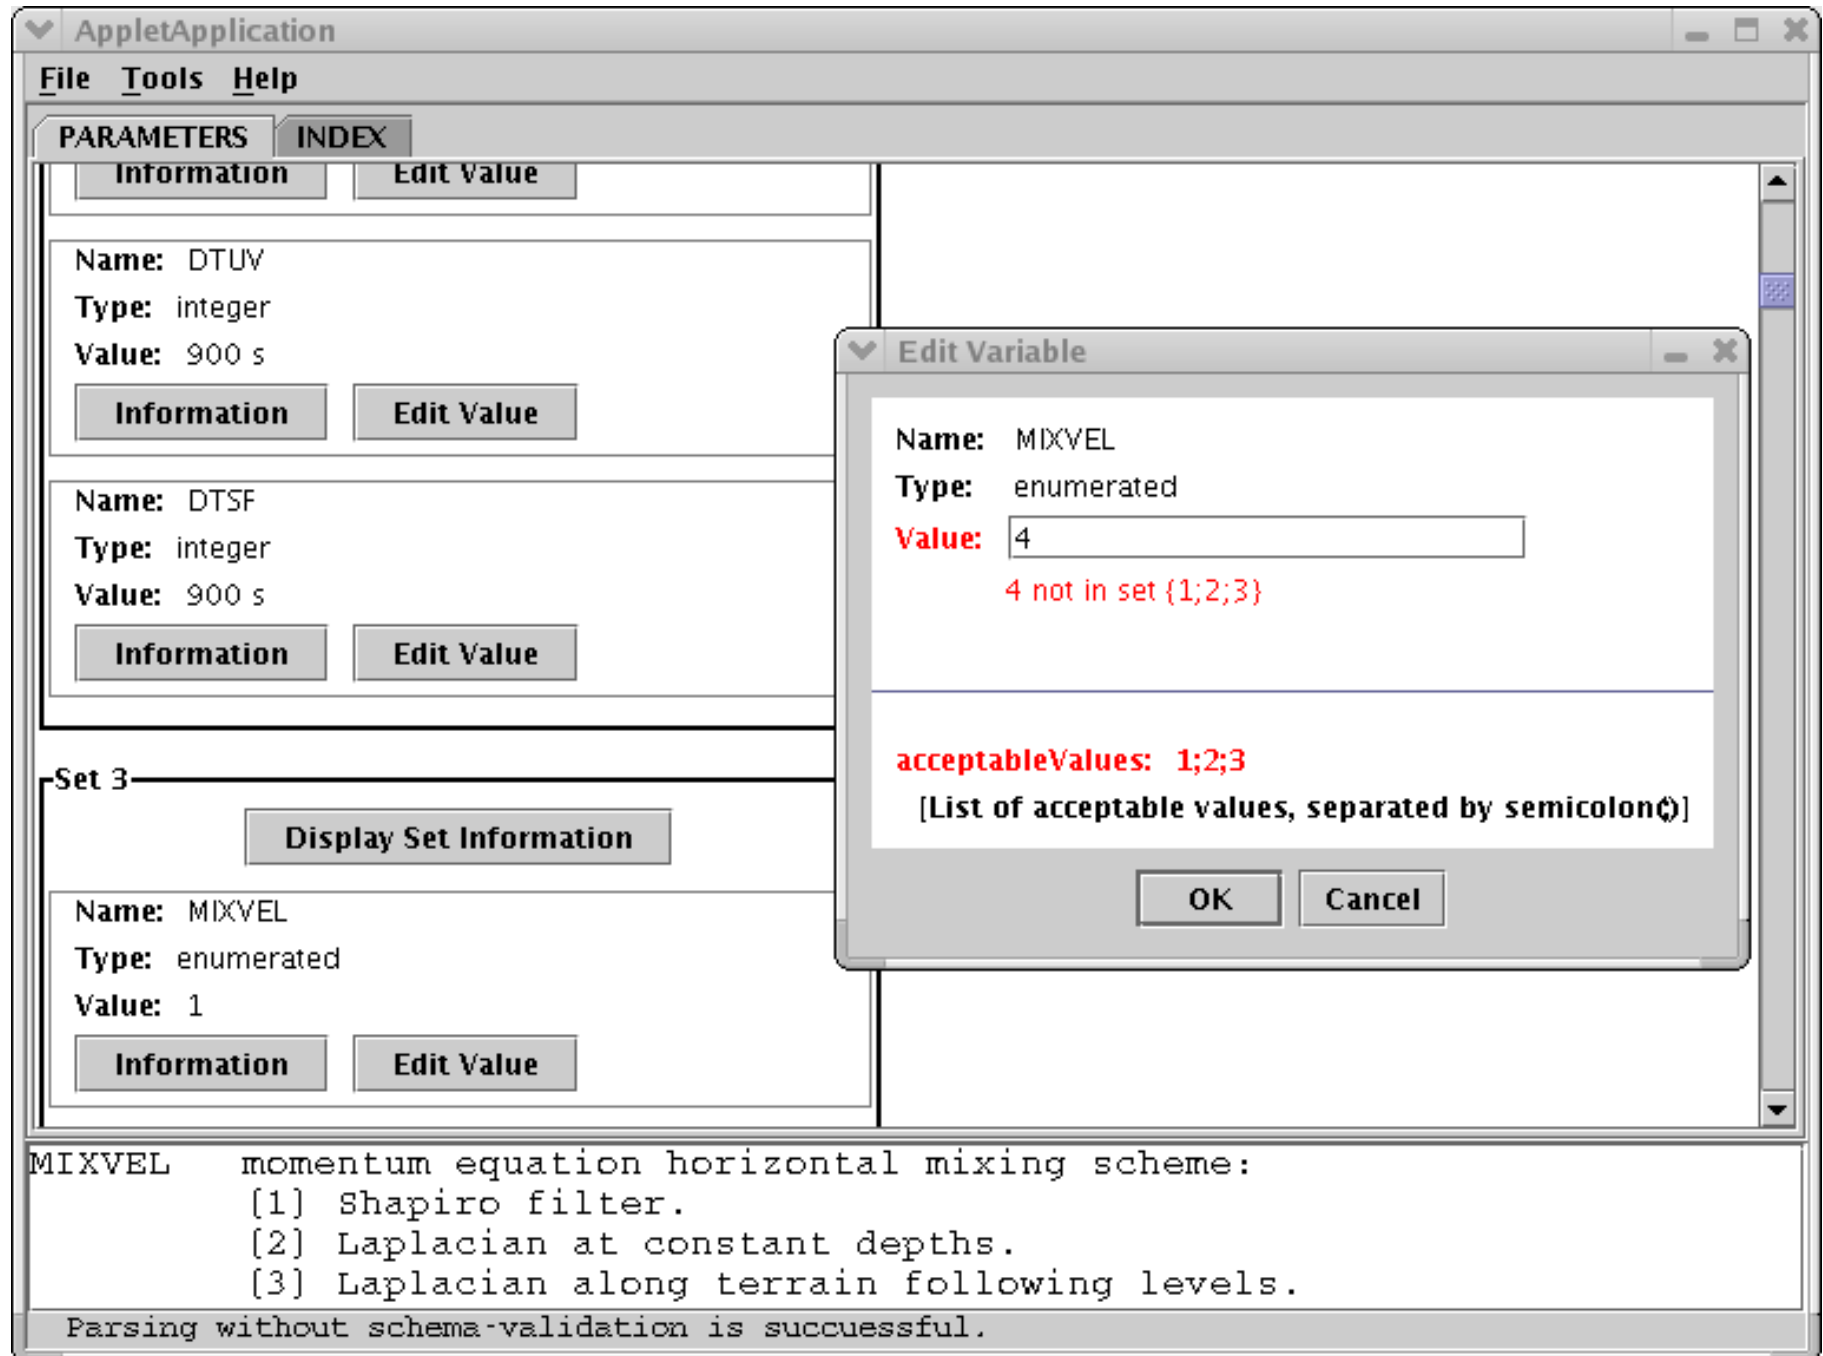 AppletApplication
File Tools Help
PARAMETERS INDEX
Information Edit Value
Name: DTUV
Type: integer
Value: 900 s
Information Edit Value
Name: DTSF
Type: integer
Value: 900 s
Information Edit Value
Set 3
Display Set Information
Name: MIXVEL
Type: enumerated
Value: 1
Information Edit Value
Edit Variable
Name: MIXVEL
Type: enumerated
Value: 4
4 not in set {1;2;3}
acceptableValues: 1;2;3
[List of acceptable values, separated by semicolon(;)]
OK Cancel
MIXVEL momentum equation horizontal mixing scheme:
[1] Shapiro filter.
[2] Laplacian at constant depths.
[3] Laplacian along terrain following levels.
Parsing without schema-validation is succuessful.